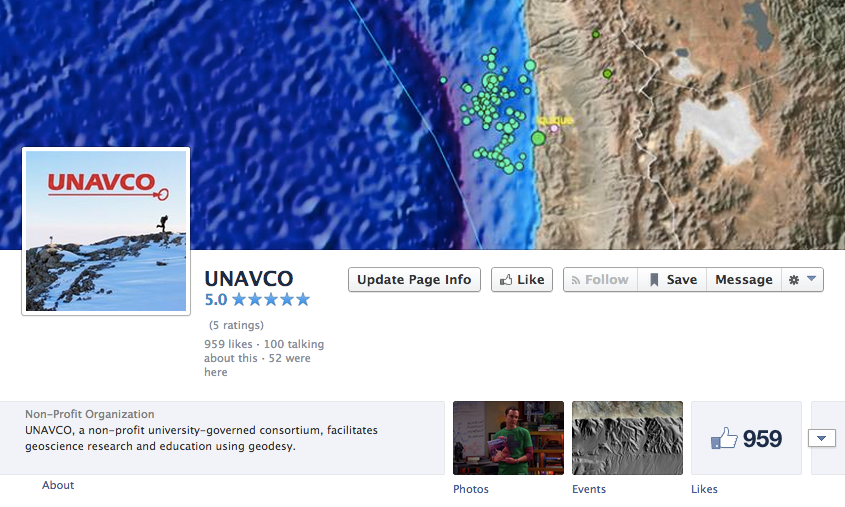 Iquique
UNAVCO
UNAVCO
5.0
(5 ratings)
959 likes · 100 talking
about this · 52 were
here
Update Page Info
Like
Follow
Save
Message
Non-Profit Organization
UNAVCO, a non-profit university-governed consortium, facilitates
geoscience research and education using geodesy.
About
Photos
Events
959
Likes